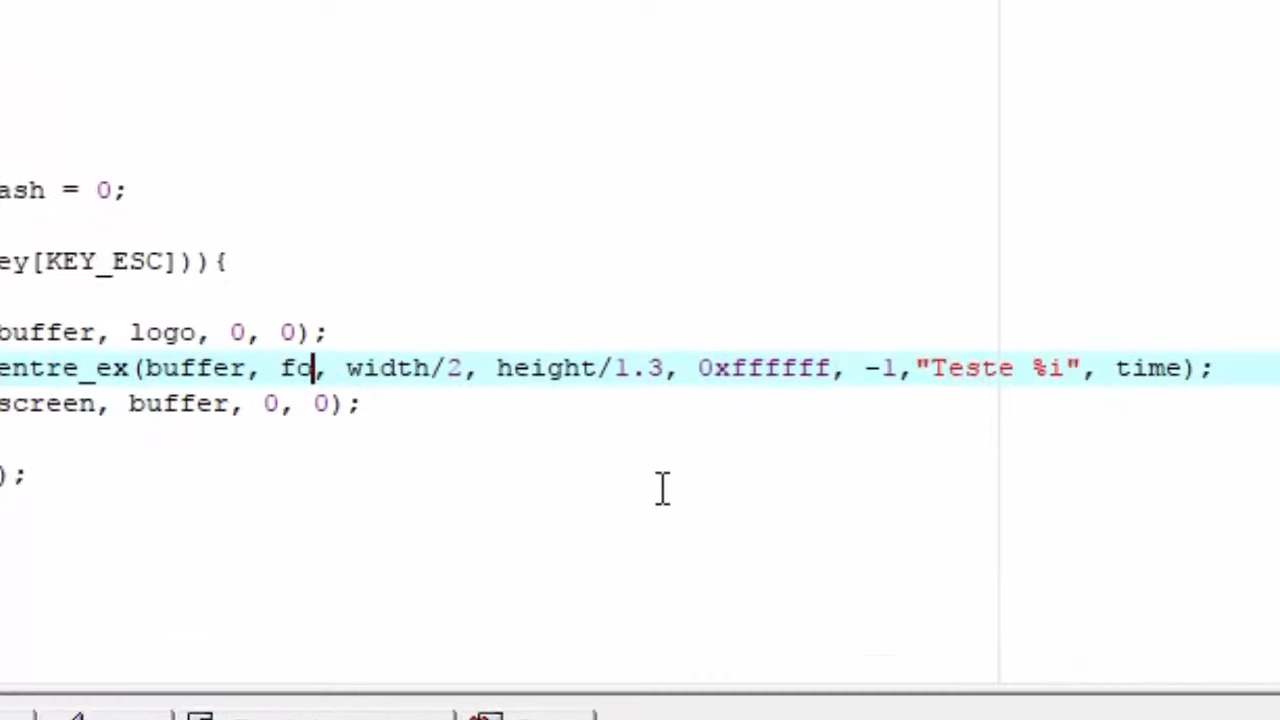 ash = 0;
ey[KEY_ESC])){
buffer, logo, 0, 0);
entre_ex(buffer, fo, width/2, height/1.3, 0xffffff, -1,"Teste %i", time);
screen, buffer, 0, 0);
);